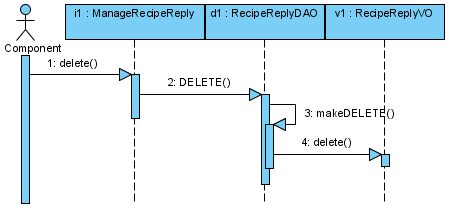 i1 : ManageRecipeReply
d1 : RecipeReplyDAO
v1 : RecipeReplyVO
Component
1: delete()
2: DELETE()
3: makeDELETE()
4: delete()